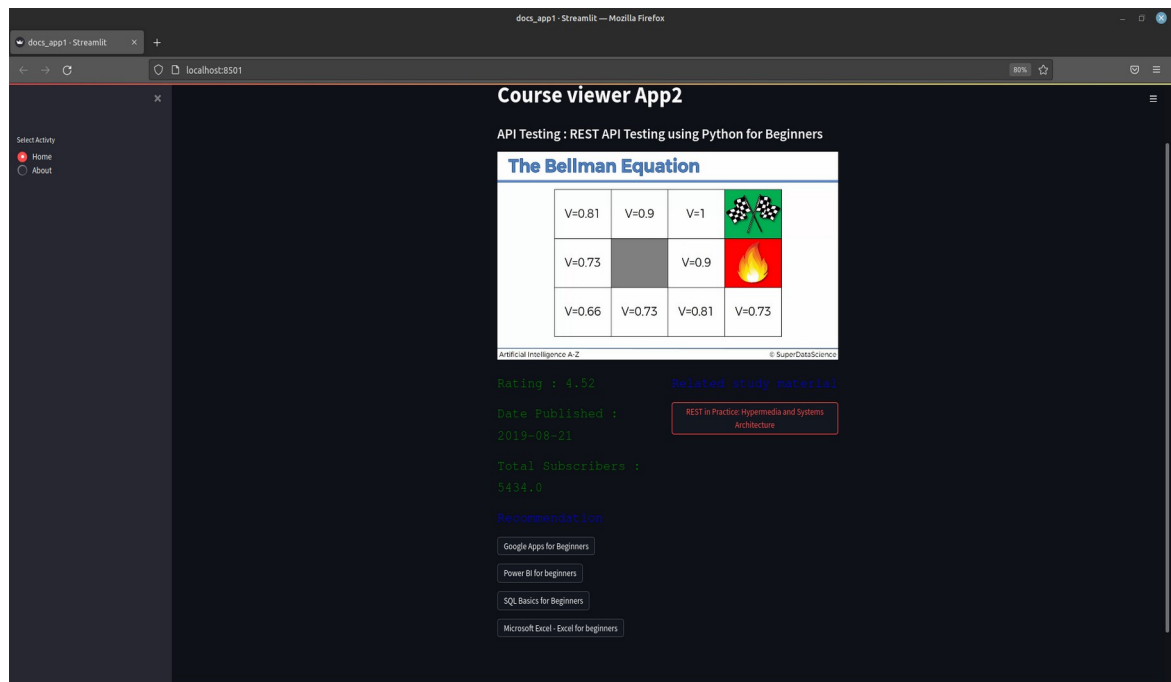 docs_app1 · Streamlit — Mozilla Firefox
docs_app1 · Streamlit
localhost:8501
80%
Select Activty
Home
About
Course viewer App2
API Testing : REST API Testing using Python for Beginners
The Bellman Equation
V=0.81 V=0.9 V=1
V=0.73 V=0.9
V=0.66 V=0.73 V=0.81 V=0.73
Artificial Intelligence A-Z © SuperDataScience
Rating : 4.52
Date Published :
2019-08-21
Total Subscribers :
5434.0
Related study material
REST in Practice: Hypermedia and Systems
Architecture
Google Apps for Beginners
Power BI for beginners
SQL Basics for Beginners
Microsoft Excel - Excel for beginners